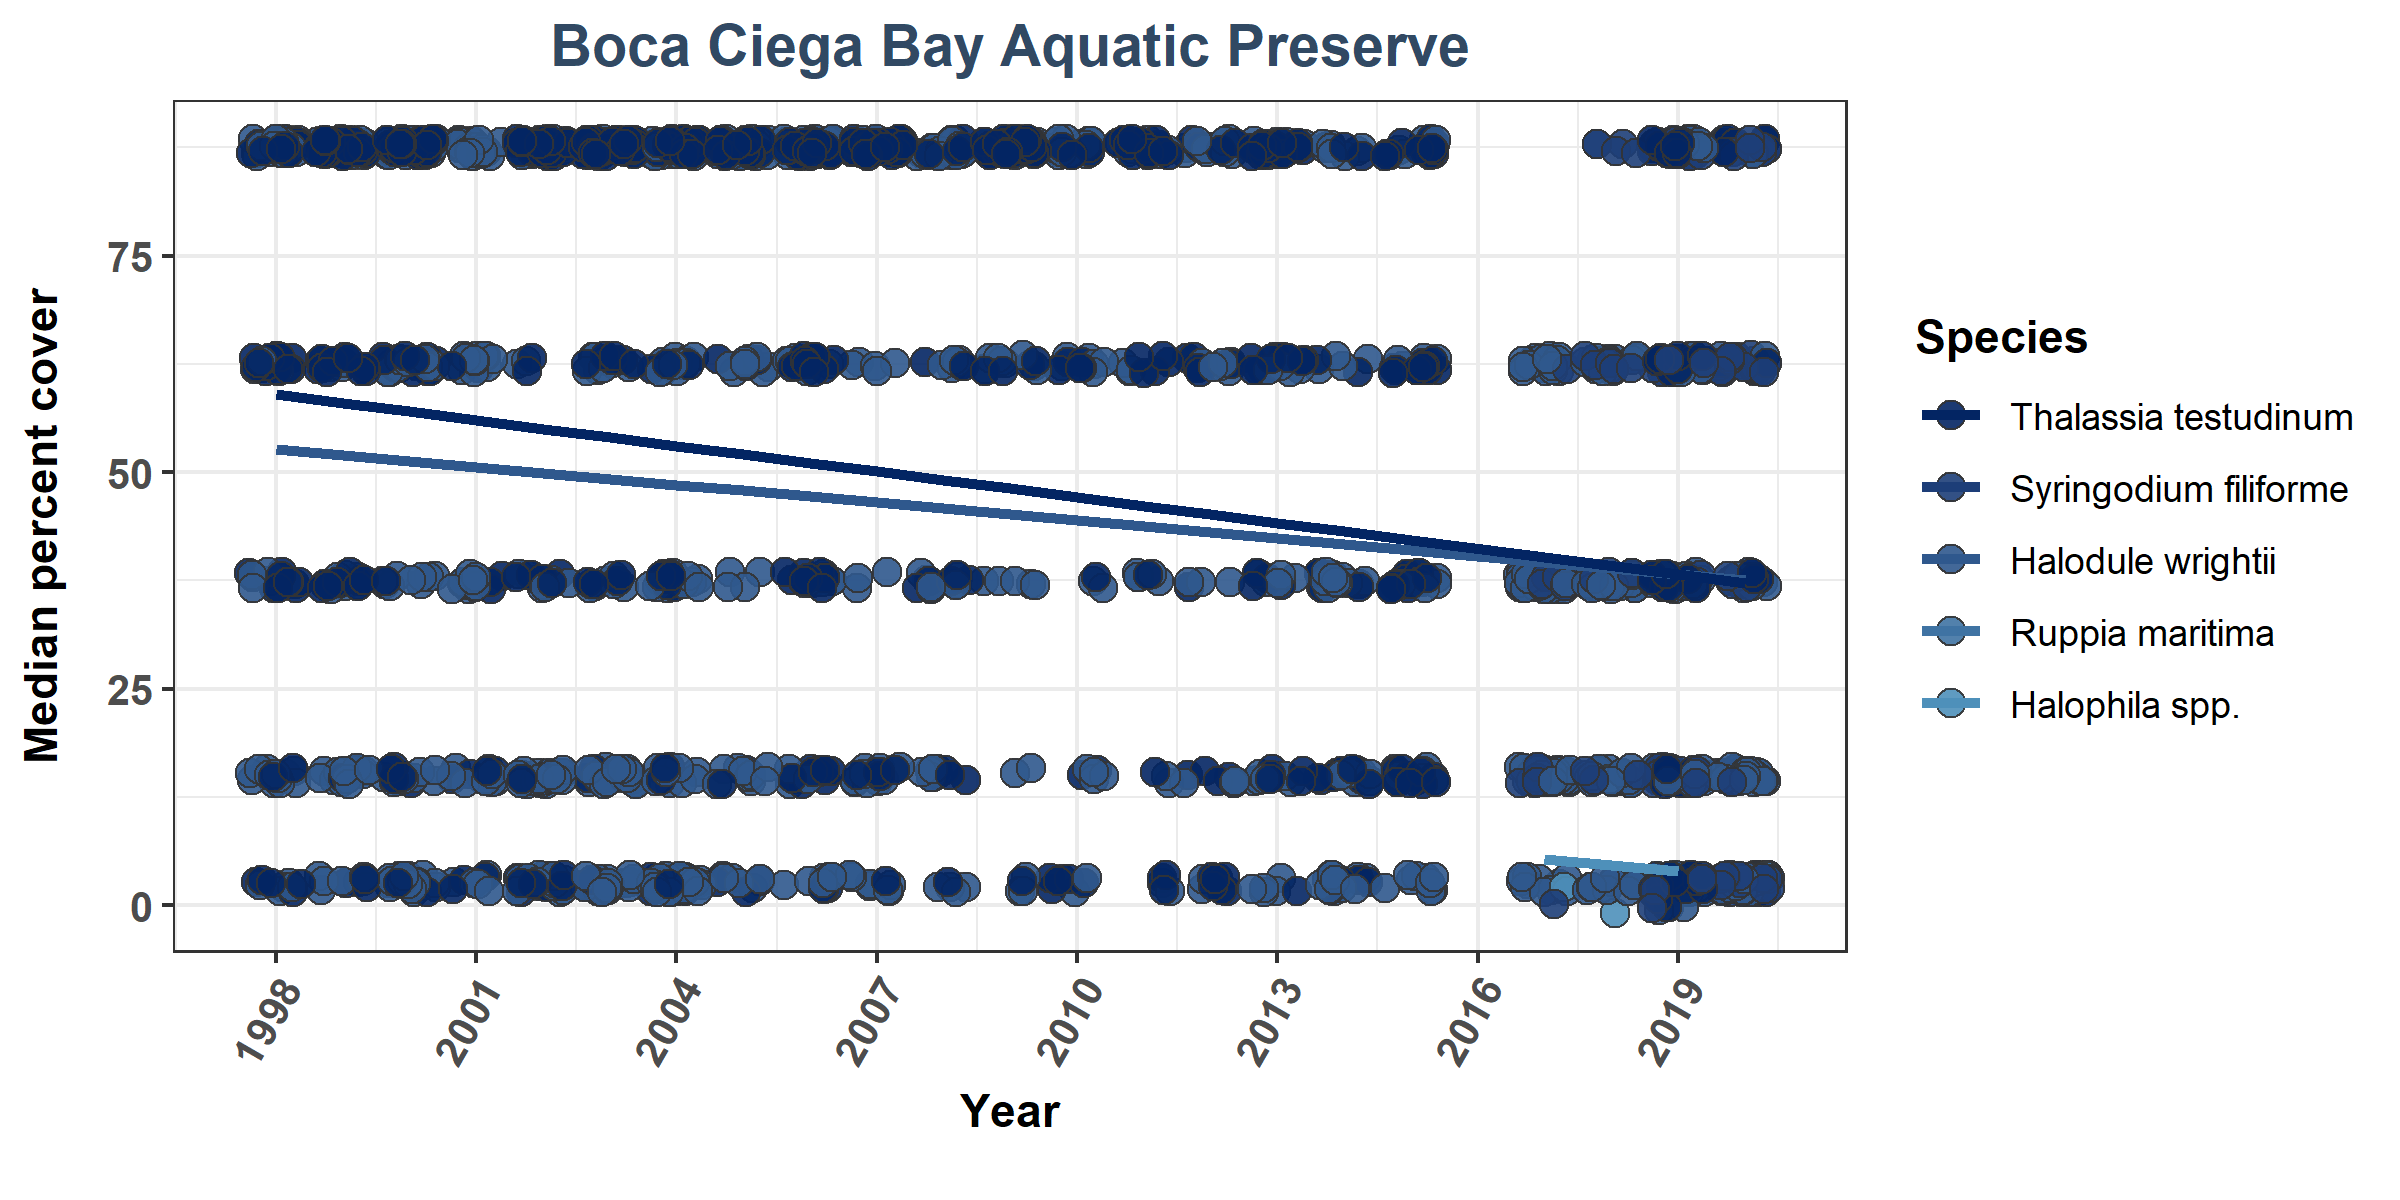 Boca Ciega Bay Aquatic Preserve
Median percent cover
75
50
25
0
1998
2001
2004
2007
2010
2013
2016
2019
Year
Species
Thalassia testudinum
Syringodium filiforme
Halodule wrightii
Ruppia maritima
Halophila spp.